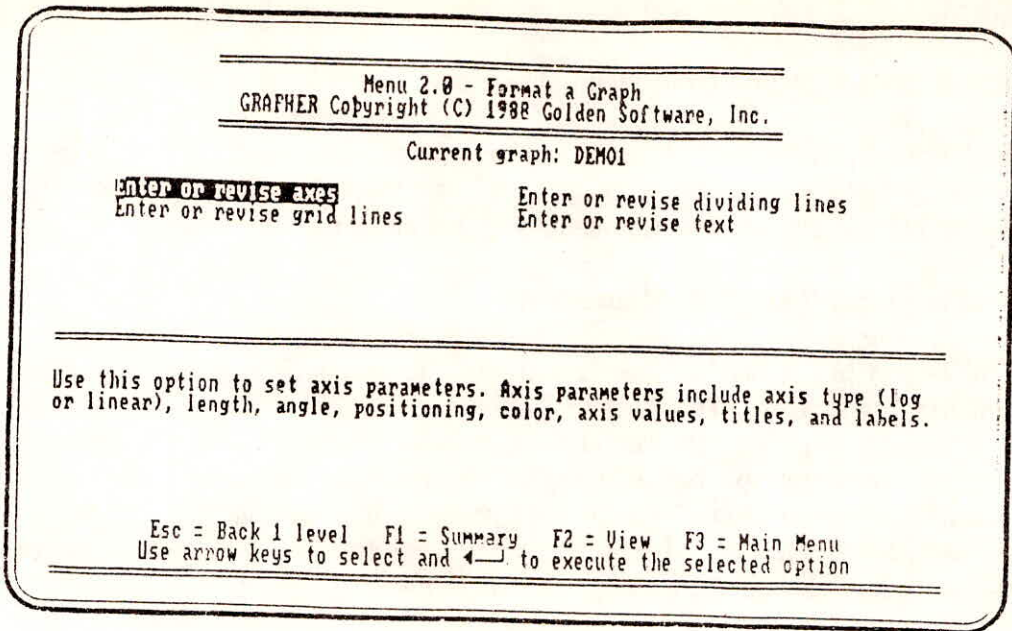 Menu 2.0 - Format a Graph
GRAPHER Copyright (C) 1988 Golden Software, Inc.
Current graph: DEMO1
Enter or revise axes Enter or revise dividing lines
Enter or revise grid lines Enter or revise text
Use this option to set axis parameters. Axis parameters include axis type (log
or linear), length, angle, positioning, color, axis values, titles, and labels.
Esc = Back 1 level F1 = Summary F2 = View F3 = Main Menu
Use arrow keys to select and ◄─┘ to execute the selected option